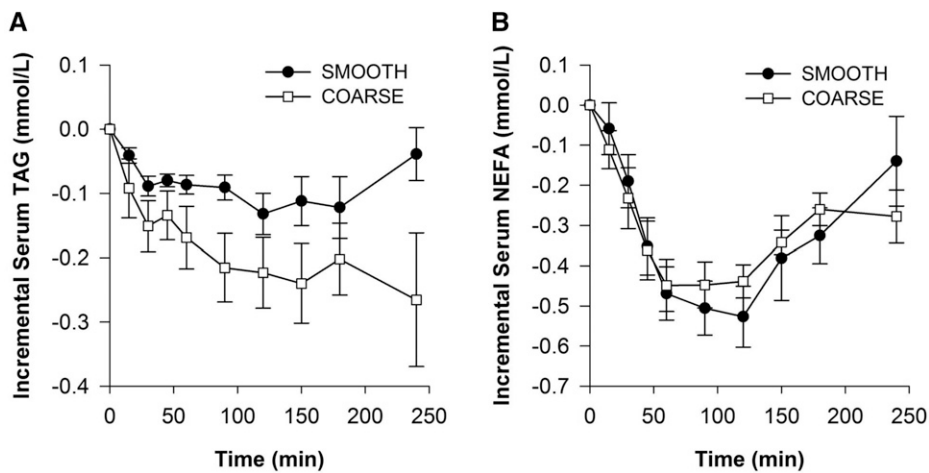 A
Incremental Serum TAG (mmol/L)
0.1
0.0
-0.1
-0.2
-0.3
-0.4
SMOOTH
COARSE
0 50 100 150 200 250
Time (min)
B
Incremental Serum NEFA (mmol/L)
0.1
0.0
-0.1
-0.2
-0.3
-0.4
-0.5
-0.6
-0.7
SMOOTH
COARSE
0 50 100 150 200 250
Time (min)